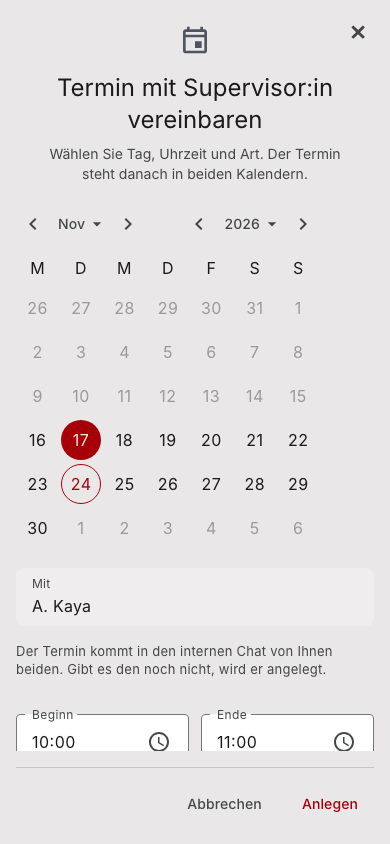 Termin mit Supervisor:in
vereinbaren
Wählen Sie Tag, Uhrzeit und Art. Der Termin
steht danach in beiden Kalendern.
Nov 2026
M D M D F S S
26 27 28 29 30 31 1
2 3 4 5 6 7 8
9 10 11 12 13 14 15
16 17 18 19 20 21 22
23 24 25 26 27 28 29
30 1 2 3 4 5 6
Mit
A. Kaya
Der Termin kommt in den internen Chat von Ihnen
beiden. Gibt es den noch nicht, wird er angelegt.
Beginn Ende
10:00 11:00
Abbrechen Anlegen